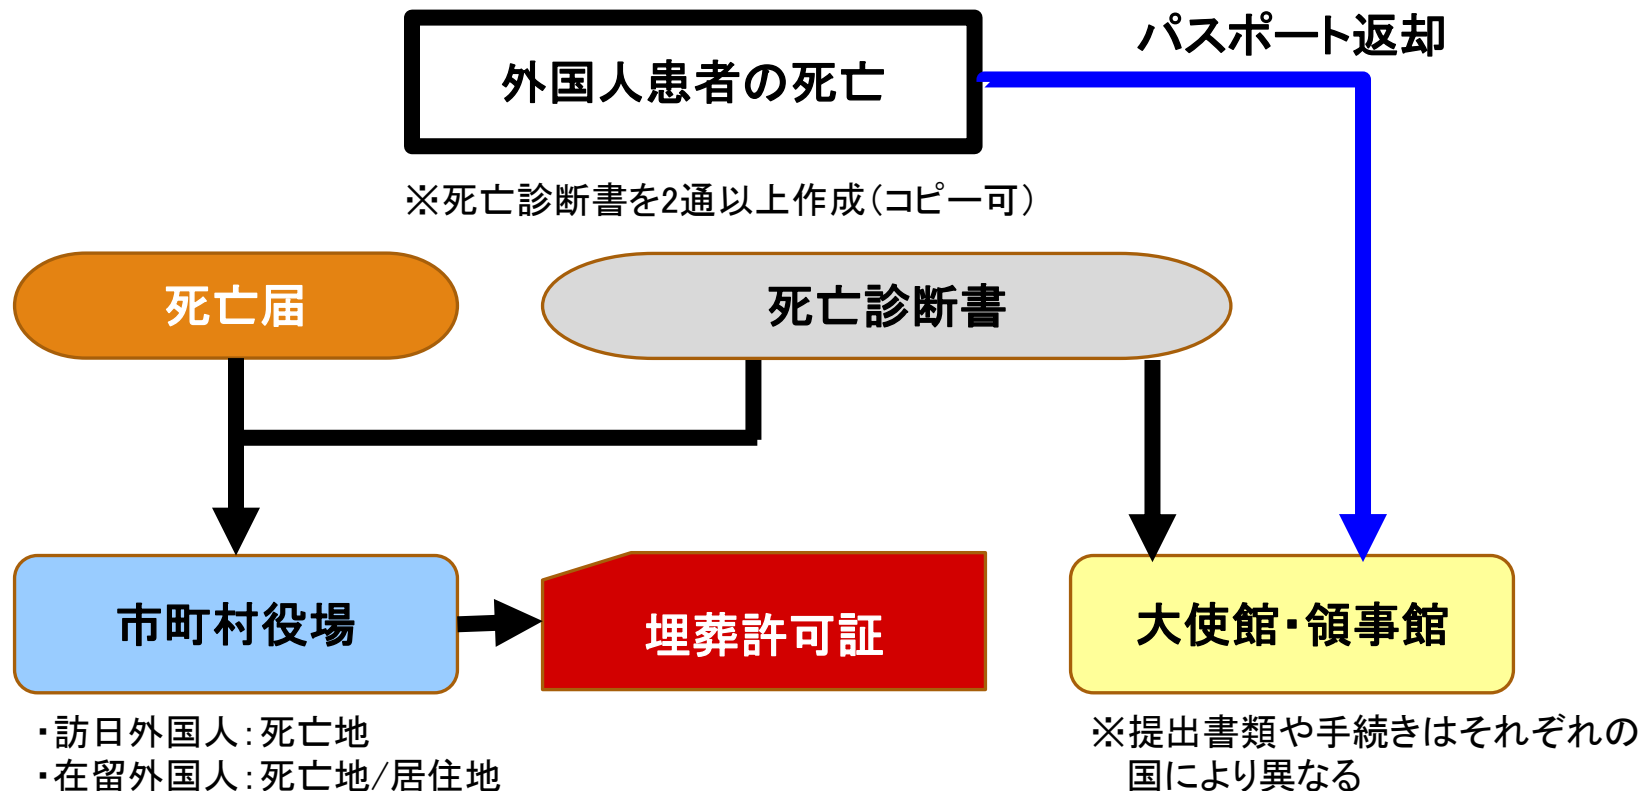 パスポート返却
外国人患者の死亡
※死亡診断書を2通以上作成(コピー可)
死亡届
死亡診断書
市町村役場
埋葬許可証
大使館・領事館
・訪日外国人:死亡地
・在留外国人:死亡地/居住地
※提出書類や手続きはそれぞれの
国により異なる